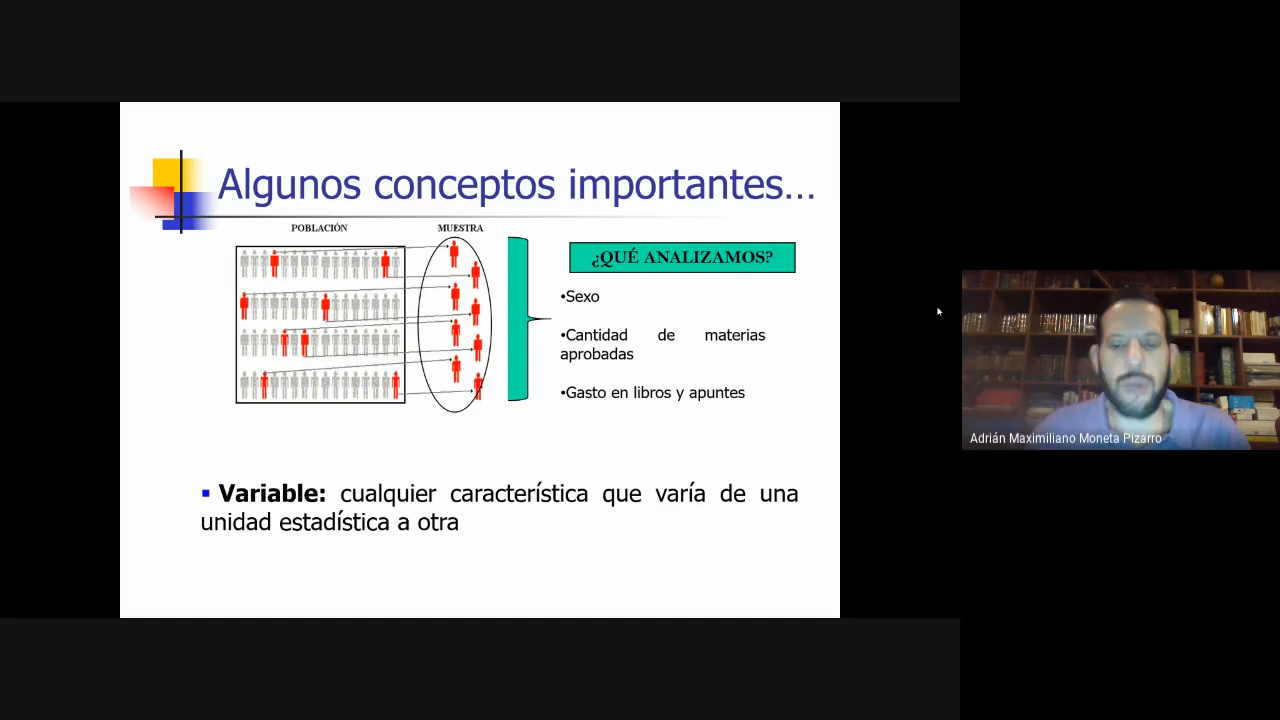 Algunos conceptos importantes...
POBLACIÓN
MUESTRA
¿QUÉ ANALIZAMOS?
•Sexo
•Cantidad de materias
aprobadas
•Gasto en libros y apuntes
▪ Variable: cualquier característica que varía de una
unidad estadística a otra
Adrián Maximiliano Moneta Pizarro